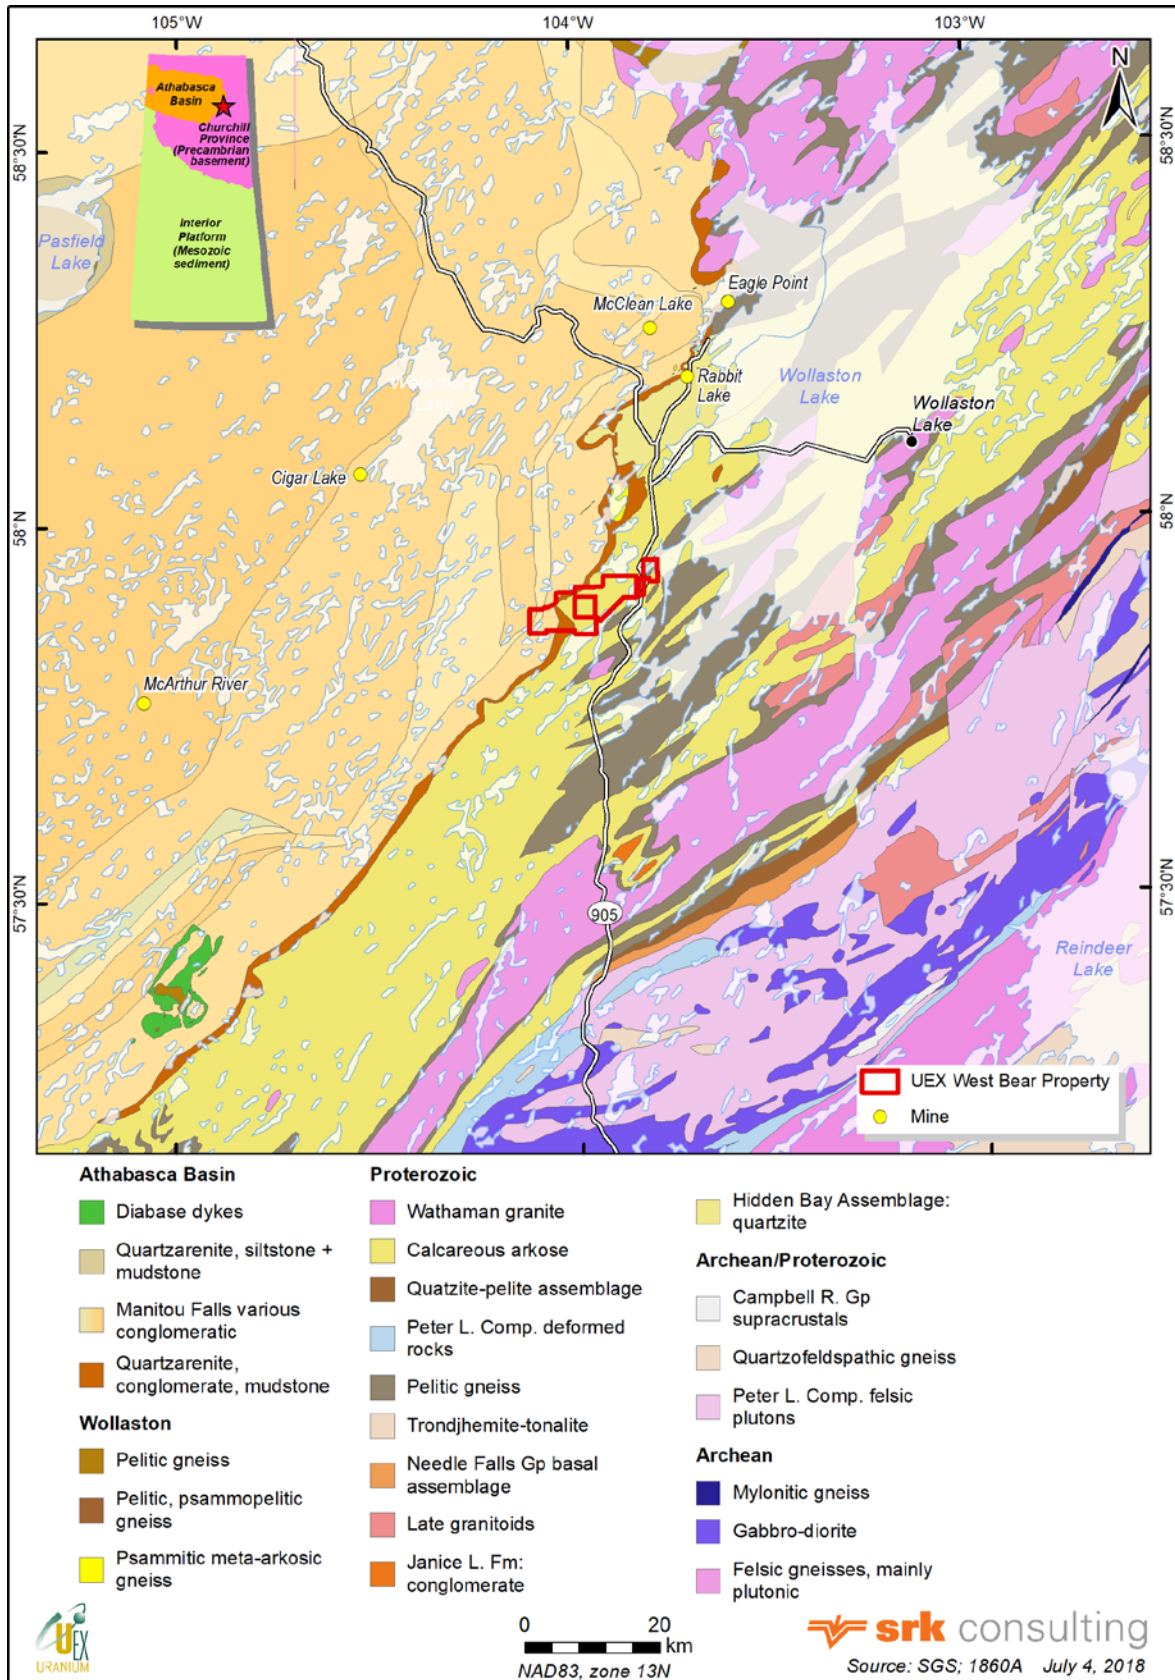 105°W
104°W
103°W
N
Athabasca
Basin
Churchill
Province
(Precambrian
basement)
Interior
Platform
(Mesozoic
sediment)
58°30'N
58°30'N
Pasfield
Lake
Eagle Point
McClean Lake
Rabbit
Lake
Wollaston
Lake
Wollaston
Lake
Lake
Cigar Lake
58°N
58°N
McArthur River
57°30'N
57°30'N
905
Reindeer
Lake
UEX West Bear Property
Mine
Athabasca Basin
Diabase dykes
Quartzarenite, siltstone +
mudstone
Manitou Falls various
conglomeratic
Quartzarenite,
conglomerate, mudstone
Wollaston
Pelitic gneiss
Pelitic, psammopelitic
gneiss
Psammitic meta-arkosic
gneiss
Proterozoic
Wathaman granite
Calcareous arkose
Quatzite-pelite assemblage
Peter L. Comp. deformed
rocks
Pelitic gneiss
Trondjhemite-tonalite
Needle Falls Gp basal
assemblage
Late granitoids
Janice L. Fm:
conglomerate
Hidden Bay Assemblage:
quartzite
Archean/Proterozoic
Campbell R. Gp
supracrustals
Quartzofeldspathic gneiss
Peter L. Comp. felsic
plutons
Archean
Mylonitic gneiss
Gabbro-diorite
Felsic gneisses, mainly
plutonic
UEX
URANIUM
0 20
km
NAD83, zone 13N
srk consulting
Source: SGS; 1860A July 4, 2018